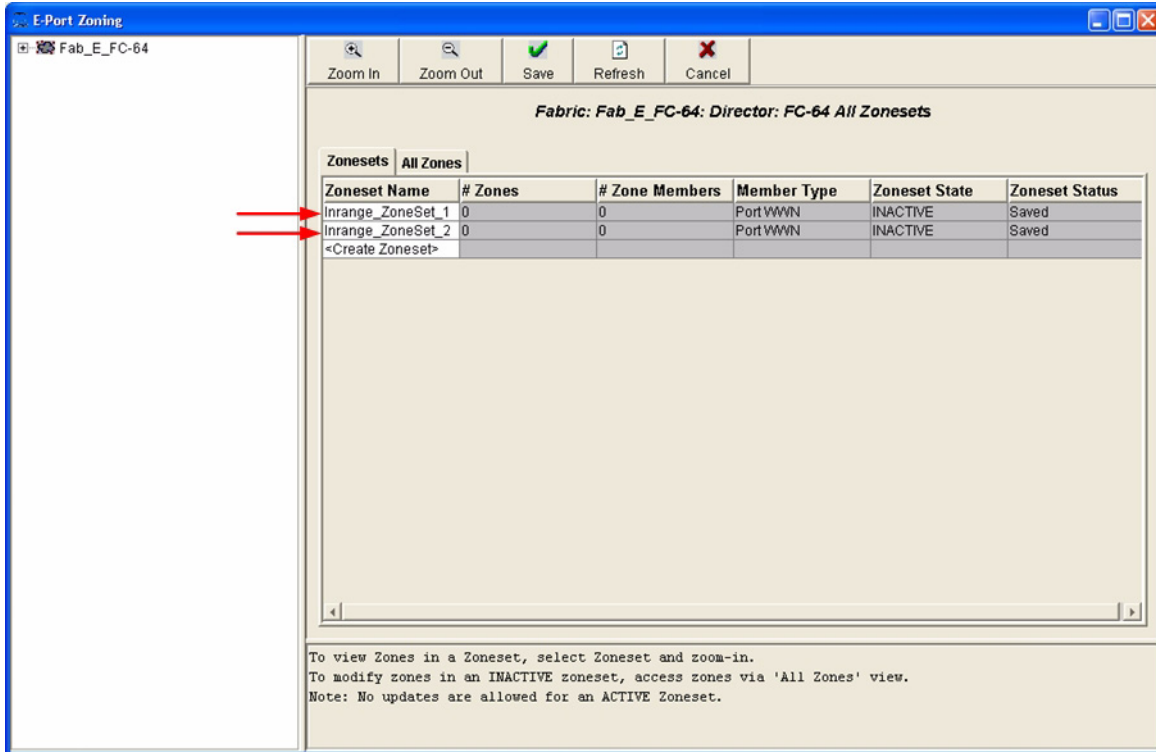 E-Port Zoning
Fab_E_FC-64
Zoom In Zoom Out Save Refresh Cancel
Fabric: Fab_E_FC-64: Director: FC-64 All Zonesets
Zonesets All Zones
Zoneset Name # Zones # Zone Members Member Type Zoneset State Zoneset Status
Inrange_ZoneSet_1 0 0 Port WWN INACTIVE Saved
Inrange_ZoneSet_2 0 0 Port WWN INACTIVE Saved
<Create Zoneset>
To view Zones in a Zoneset, select Zoneset and zoom-in.
To modify zones in an INACTIVE zoneset, access zones via 'All Zones' view.
Note: No updates are allowed for an ACTIVE Zoneset.